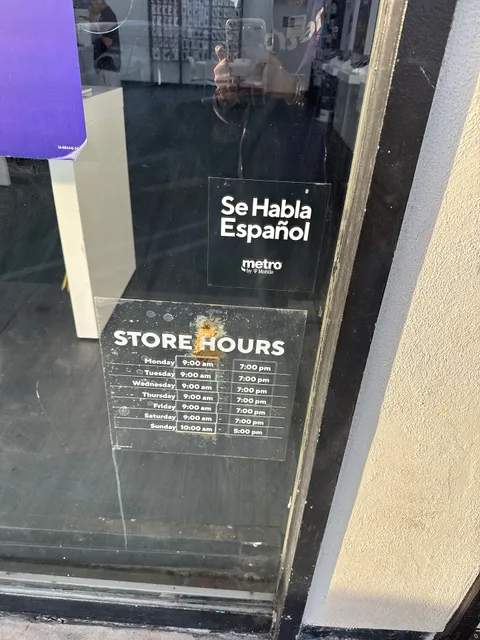 Se Habla
Español
metro
by T Mobile
STORE HOURS
Monday 9:00 am 7:00 pm
Tuesday 9:00 am 7:00 pm
Wednesday 9:00 am 7:00 pm
Thursday 9:00 am 7:00 pm
Friday 9:00 am 7:00 pm
Saturday 9:00 am 7:00 pm
Sunday 10:00 am 5:00 pm